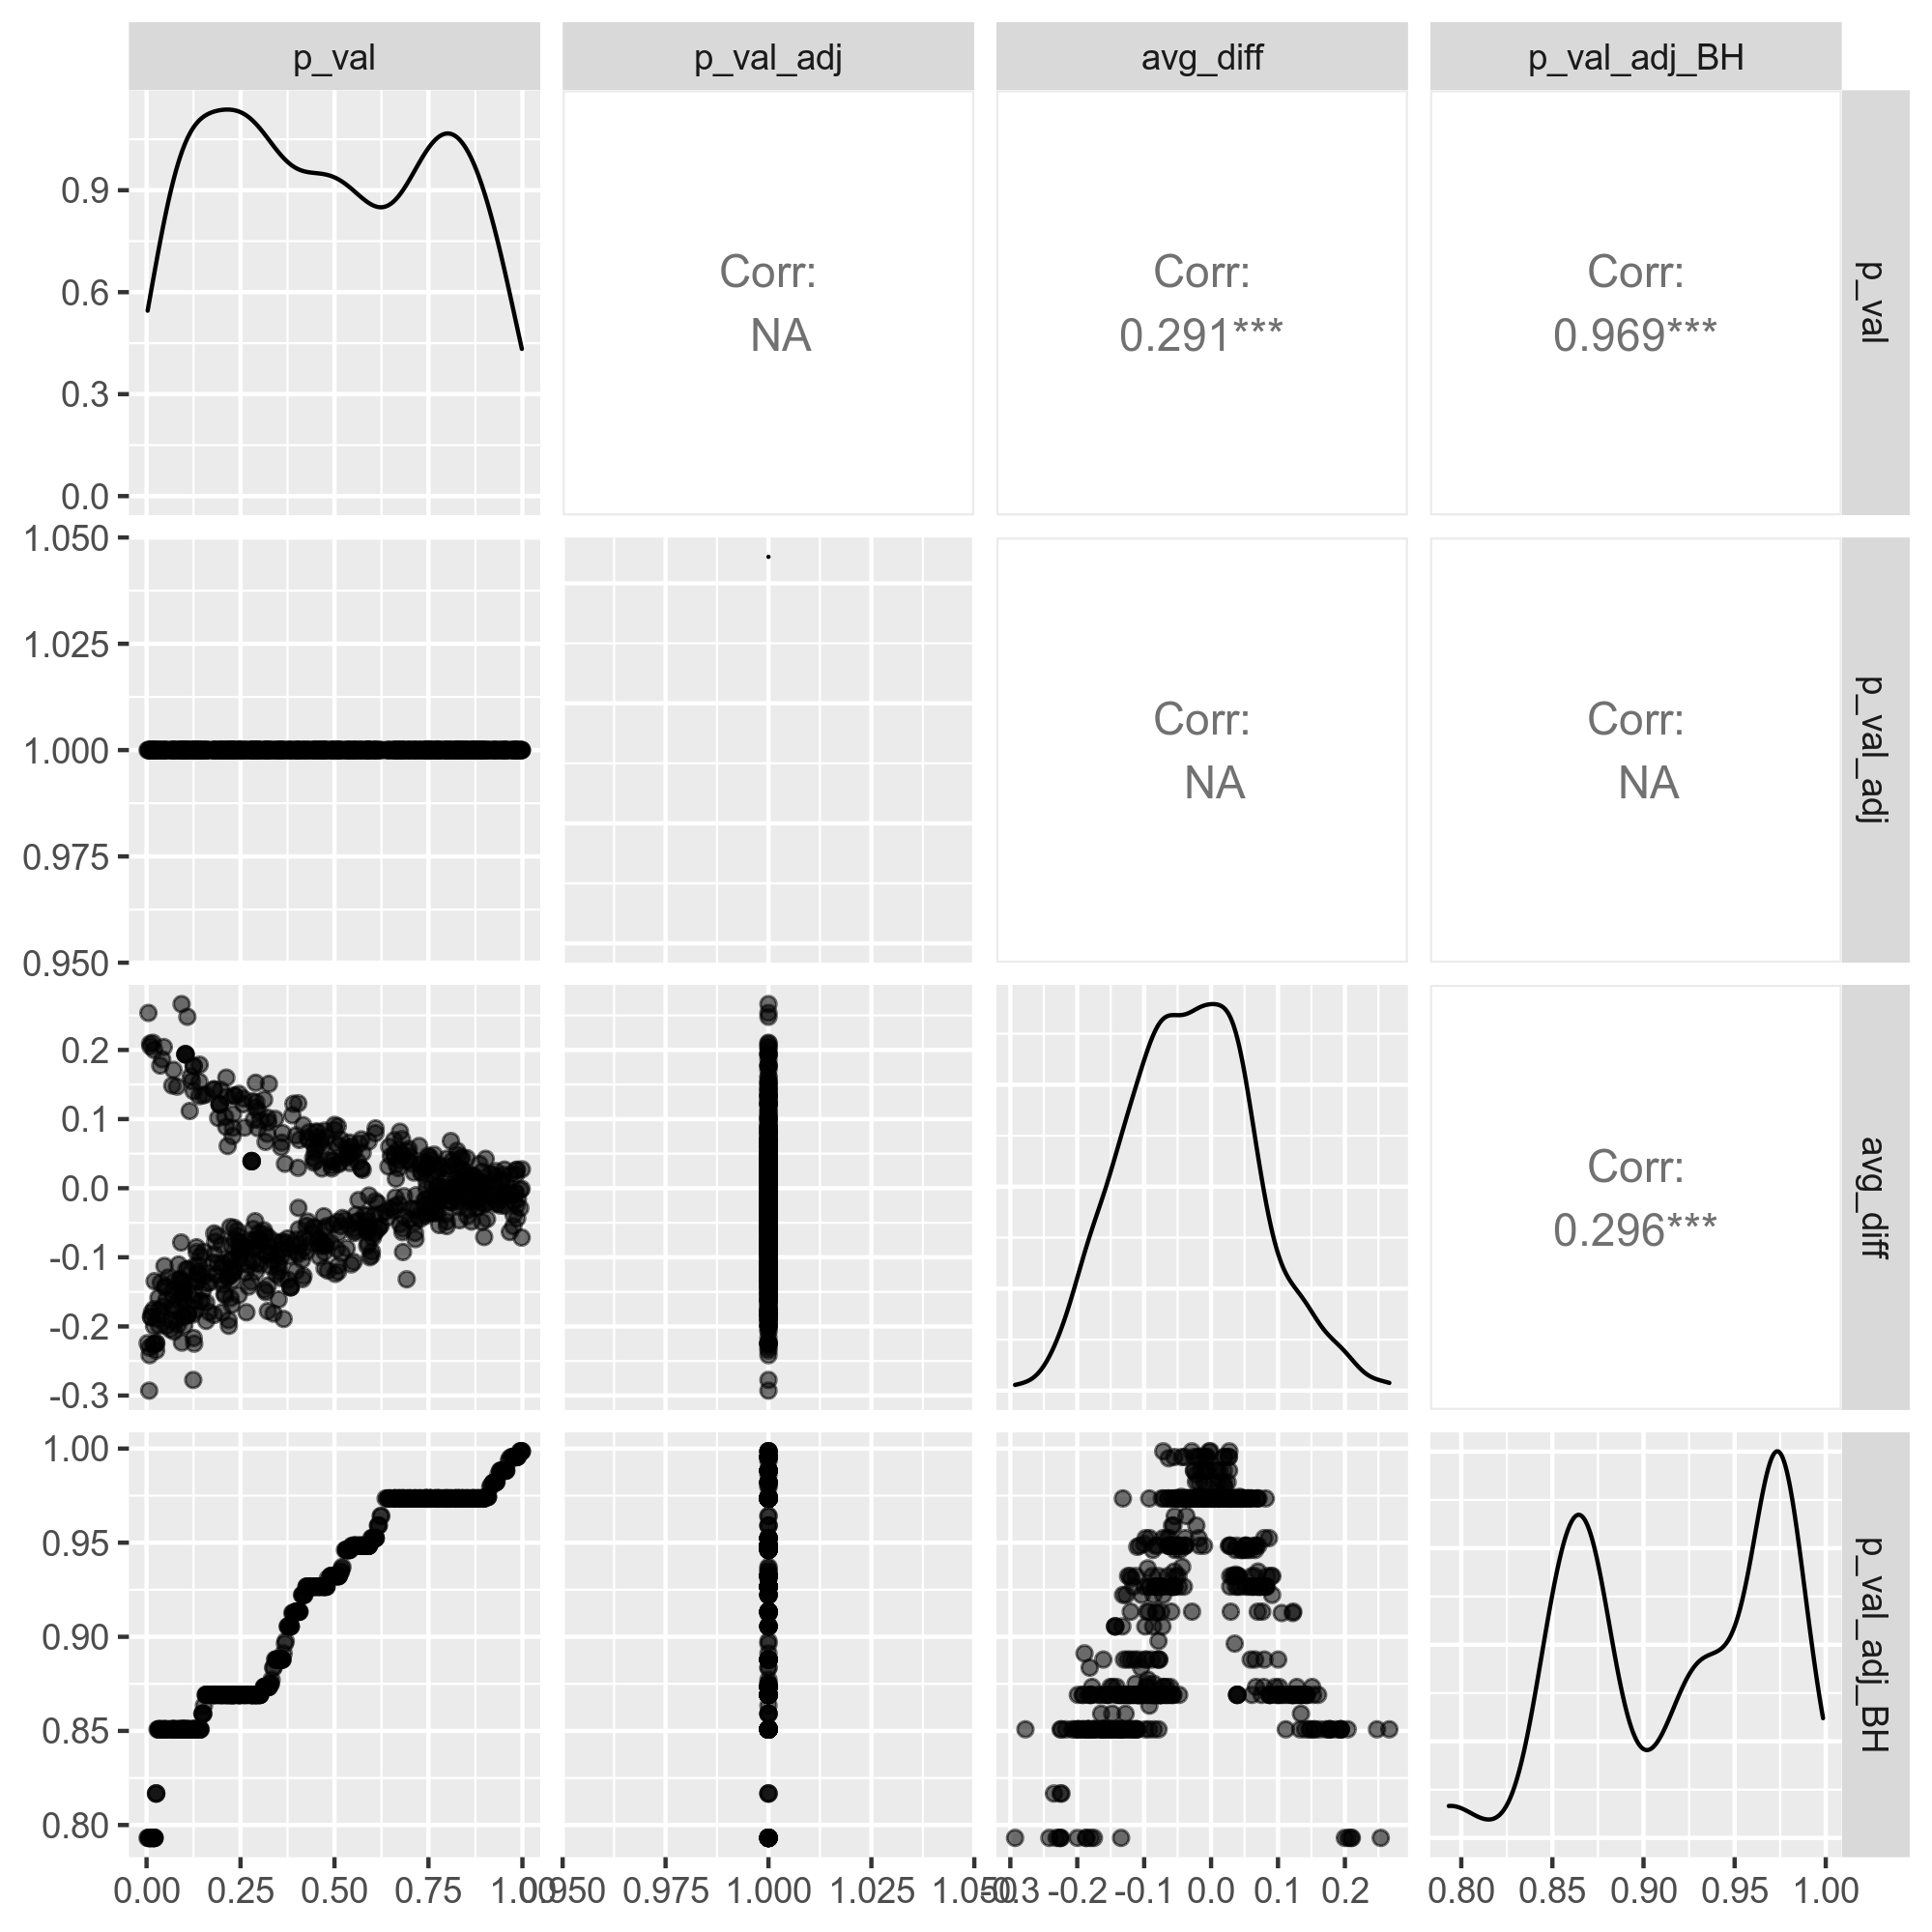 p_val
p_val_adj
avg_diff
p_val_adj_BH
0.9
0.6
0.3
0.0
Corr:
NA
Corr:
0.291***
Corr:
0.969***
p_val
1.050
1.025
1.000
0.975
0.950
Corr:
NA
Corr:
NA
p_val_adj
0.2
0.1
0.0
-0.1
-0.2
-0.3
Corr:
0.296***
avg_diff
1.00
0.95
0.90
0.85
0.80
p_val_adj_BH
0.00 0.25 0.50 0.75 1.00
0.950 0.975 1.000 1.025 1.050
-0.3 -0.2 -0.1 0.0 0.1 0.2
0.80 0.85 0.90 0.95 1.00